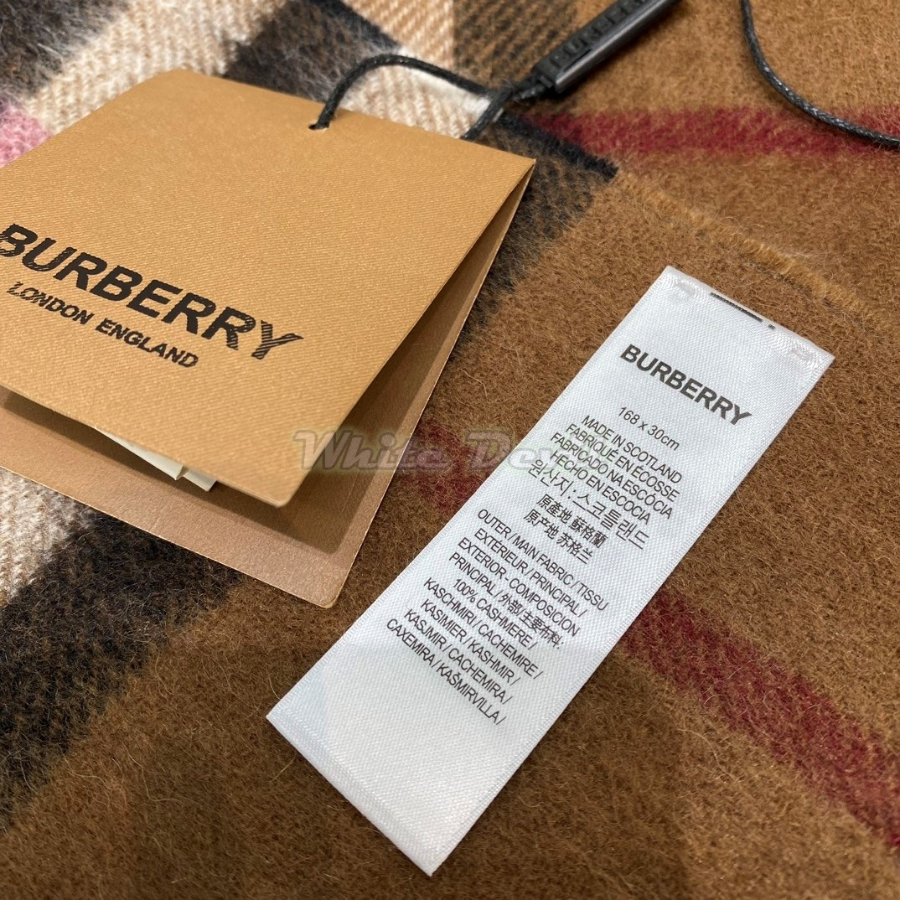 BURBERRY
LONDON ENGLAND
BURBERRY
168 x 30cm
MADE IN SCOTLAND
FABRIQUÉ EN ÉCOSSE
FABRICADO NA ESCÓCIA
HECHO EN ESCOCIA
원산지: 스코틀랜드
原產地 蘇格蘭
原产地 苏格兰
OUTER / MAIN FABRIC / TISSU
EXTERIEUR / PRINCIPAL /
EXTERIOR - COMPOSICION
PRINCIPAL / 外部/主要布料:
100% CASHMERE /
KASCHMIR / CACHEMIRE /
KASIMIER / KASHMIR /
KASJMIR / CACHEMIRA /
CAXEMIRA / KAŠMIRVILLA /